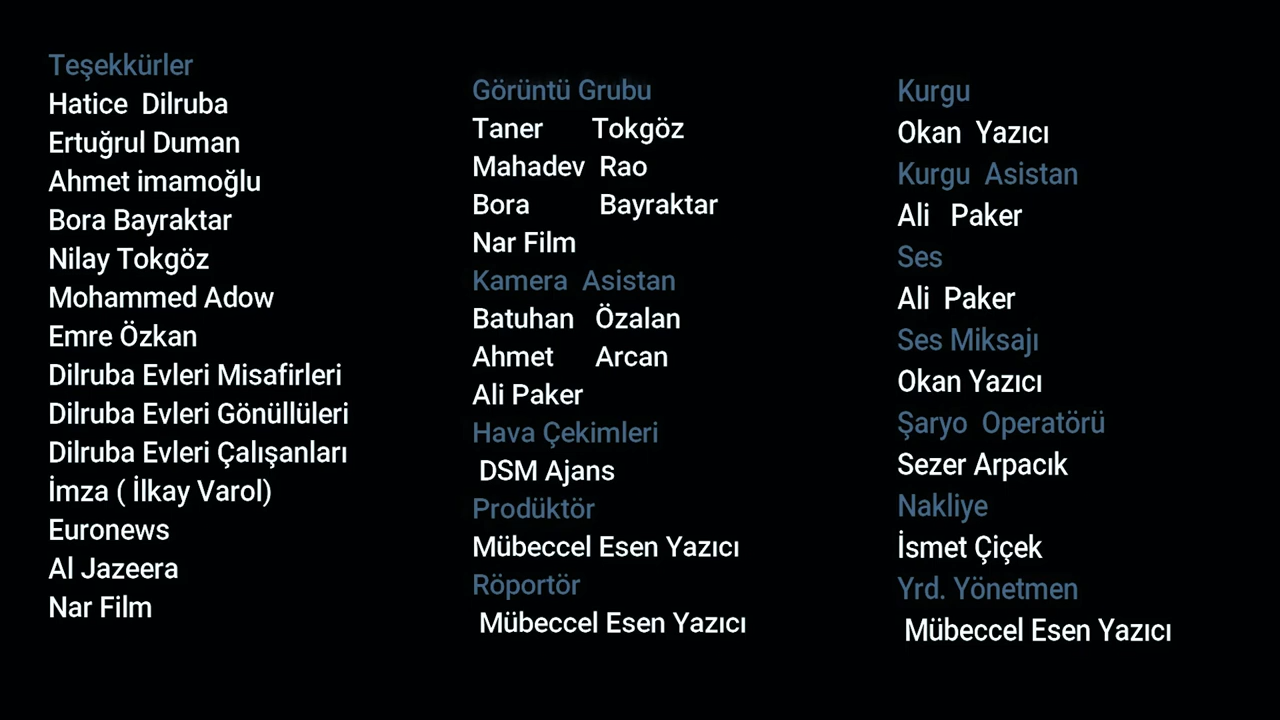 Teşekkürler
Hatice Dilruba
Ertuğrul Duman
Ahmet imamoğlu
Bora Bayraktar
Nilay Tokgöz
Mohammed Adow
Emre Özkan
Dilruba Evleri Misafirleri
Dilruba Evleri Gönüllüleri
Dilruba Evleri Çalışanları
İmza ( İlkay Varol)
Euronews
Al Jazeera
Nar Film
Görüntü Grubu
Taner Tokgöz
Mahadev Rao
Bora Bayraktar
Nar Film
Kamera Asistan
Batuhan Özalan
Ahmet Arcan
Ali Paker
Hava Çekimleri
DSM Ajans
Prodüktör
Mübeccel Esen Yazıcı
Röportör
Mübeccel Esen Yazıcı
Kurgu
Okan Yazıcı
Kurgu Asistan
Ali Paker
Ses
Ali Paker
Ses Miksajı
Okan Yazıcı
Şaryo Operatörü
Sezer Arpacık
Nakliye
İsmet Çiçek
Yrd. Yönetmen
Mübeccel Esen Yazıcı